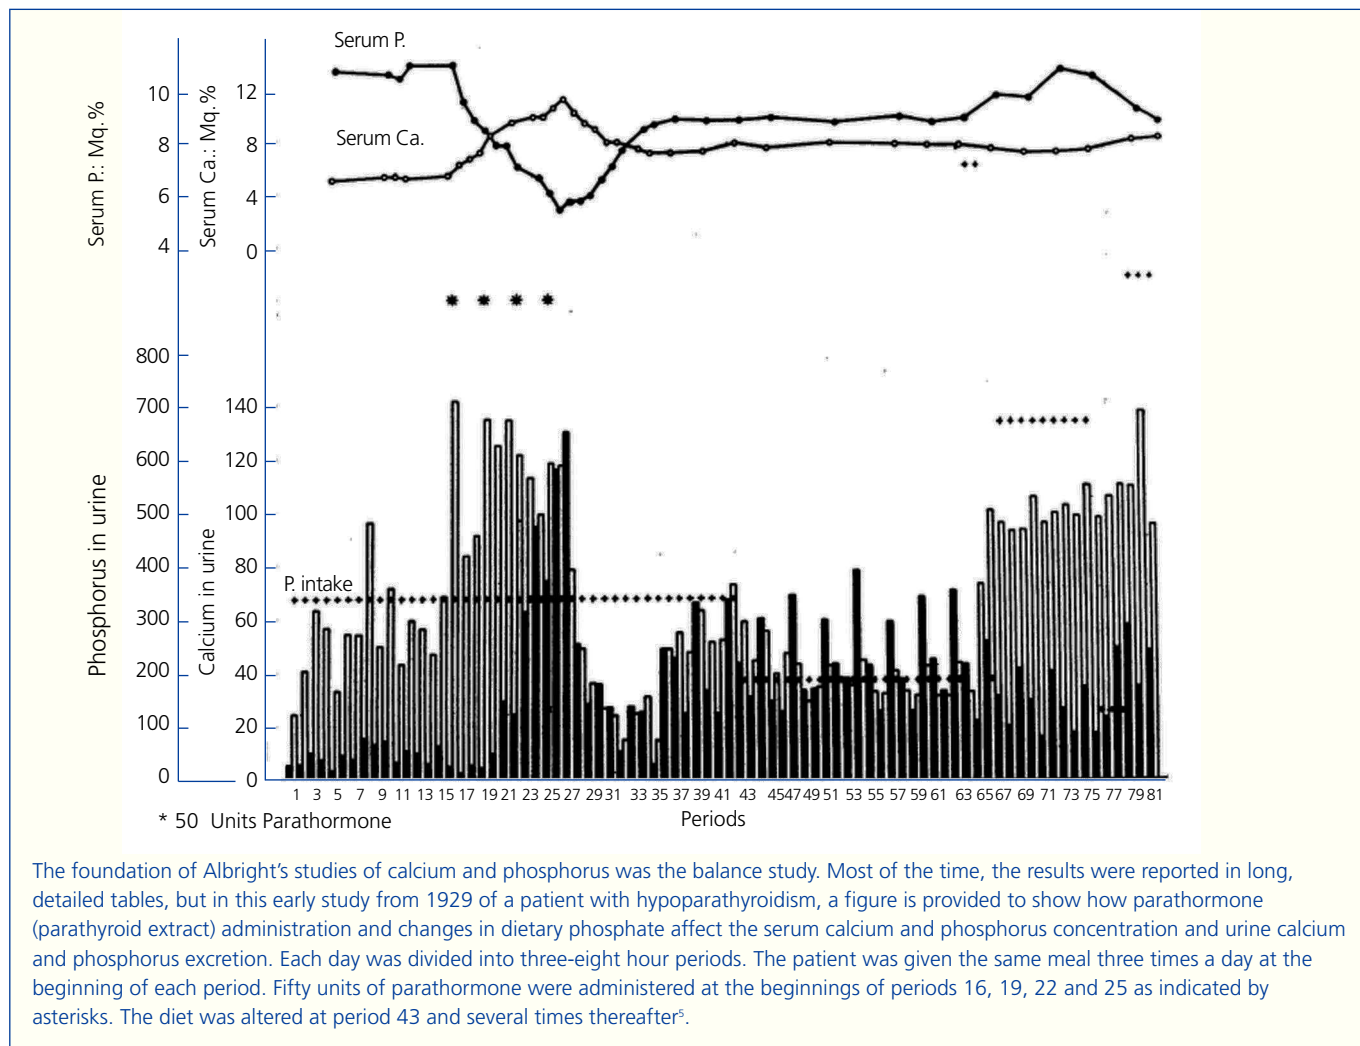 Serum P.
Serum Ca.
Serum P.: Mq. %
10
8
6
4
Serum Ca.: Mq. %
12
8
4
0
Phosphorus in urine
800
700
600
500
400
300
200
100
0
Calcium in urine
140
120
100
80
60
40
20
0
P. intake
1 3 5 7 9 11 13 15 17 19 21 23 25 27 29 31 33 35 37 39 41 43 45 47 49 51 53 55 57 59 61 63 65 67 69 71 73 75 77 79 81
* 50 Units Parathormone
Periods
The foundation of Albright’s studies of calcium and phosphorus was the balance study. Most of the time, the results were reported in long,
detailed tables, but in this early study from 1929 of a patient with hypoparathyroidism, a figure is provided to show how parathormone
(parathyroid extract) administration and changes in dietary phosphate affect the serum calcium and phosphorus concentration and urine calcium
and phosphorus excretion. Each day was divided into three-eight hour periods. The patient was given the same meal three times a day at the
beginning of each period. Fifty units of parathormone were administered at the beginnings of periods 16, 19, 22 and 25 as indicated by
asterisks. The diet was altered at period 43 and several times thereafter⁵.